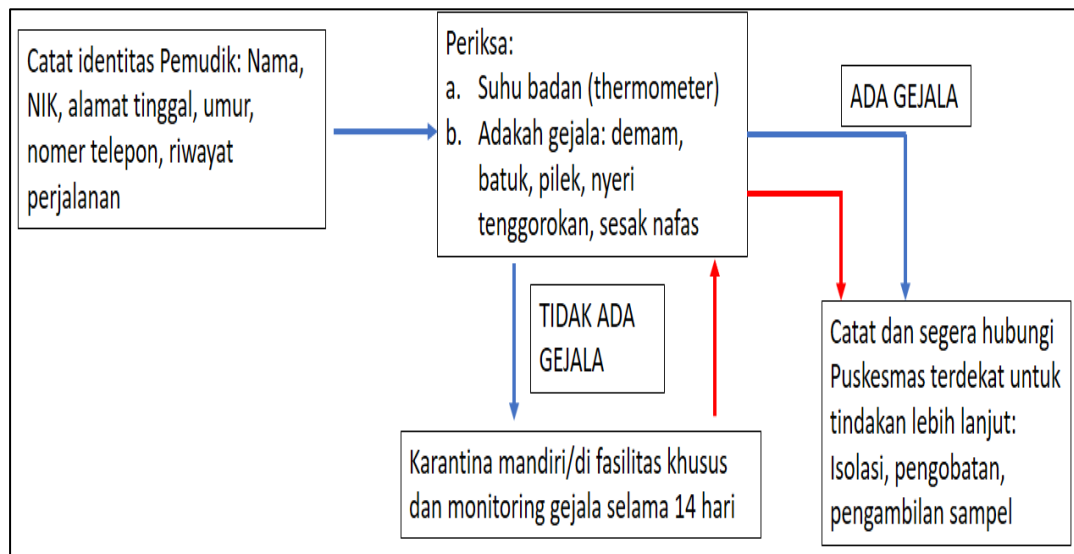 Catat identitas Pemudik: Nama,
NIK, alamat tinggal, umur,
nomer telepon, riwayat
perjalanan
Periksa:
a. Suhu badan (thermometer)
b. Adakah gejala: demam,
batuk, pilek, nyeri
tenggorokan, sesak nafas
ADA GEJALA
TIDAK ADA
GEJALA
Karantina mandiri/di fasilitas khusus
dan monitoring gejala selama 14 hari
Catat dan segera hubungi
Puskesmas terdekat untuk
tindakan lebih lanjut:
Isolasi, pengobatan,
pengambilan sampel